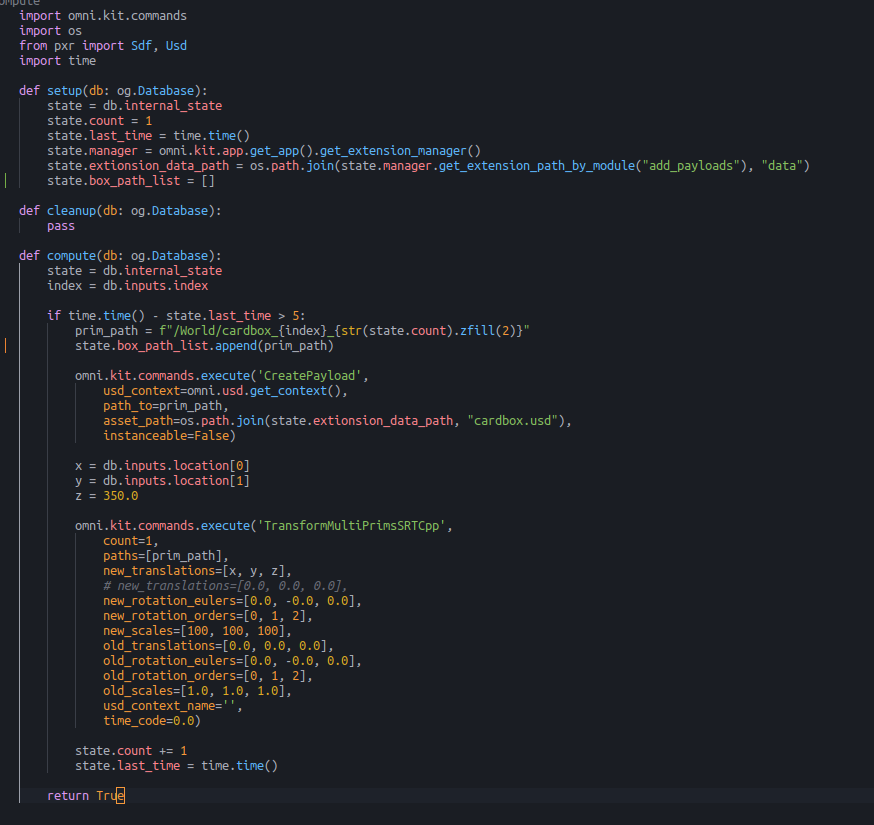 ompute
import omni.kit.commands
import os
from pxr import Sdf, Usd
import time

def setup(db: og.Database):
    state = db.internal_state
    state.count = 1
    state.last_time = time.time()
    state.manager = omni.kit.app.get_app().get_extension_manager()
    state.extionsion_data_path = os.path.join(state.manager.get_extension_path_by_module("add_payloads"), "data")
    state.box_path_list = []

def cleanup(db: og.Database):
    pass

def compute(db: og.Database):
    state = db.internal_state
    index = db.inputs.index

    if time.time() - state.last_time > 5:
        prim_path = f"/World/cardbox_{index}_{str(state.count).zfill(2)}"
        state.box_path_list.append(prim_path)

        omni.kit.commands.execute('CreatePayload',
            usd_context=omni.usd.get_context(),
            path_to=prim_path,
            asset_path=os.path.join(state.extionsion_data_path, "cardbox.usd"),
            instanceable=False)

        x = db.inputs.location[0]
        y = db.inputs.location[1]
        z = 350.0

        omni.kit.commands.execute('TransformMultiPrimsSRTCpp',
            count=1,
            paths=[prim_path],
            new_translations=[x, y, z],
            # new_translations=[0.0, 0.0, 0.0],
            new_rotation_eulers=[0.0, -0.0, 0.0],
            new_rotation_orders=[0, 1, 2],
            new_scales=[100, 100, 100],
            old_translations=[0.0, 0.0, 0.0],
            old_rotation_eulers=[0.0, -0.0, 0.0],
            old_rotation_orders=[0, 1, 2],
            old_scales=[1.0, 1.0, 1.0],
            usd_context_name='',
            time_code=0.0)

        state.count += 1
        state.last_time = time.time()

    return True